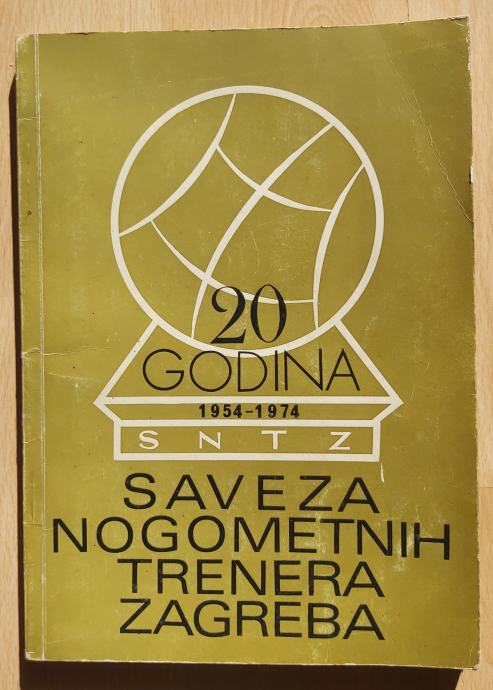 20
GODINA
1954-1974
SNTZ
SAVEZA
NOGOMETNIH
TRENERA
ZAGREBA